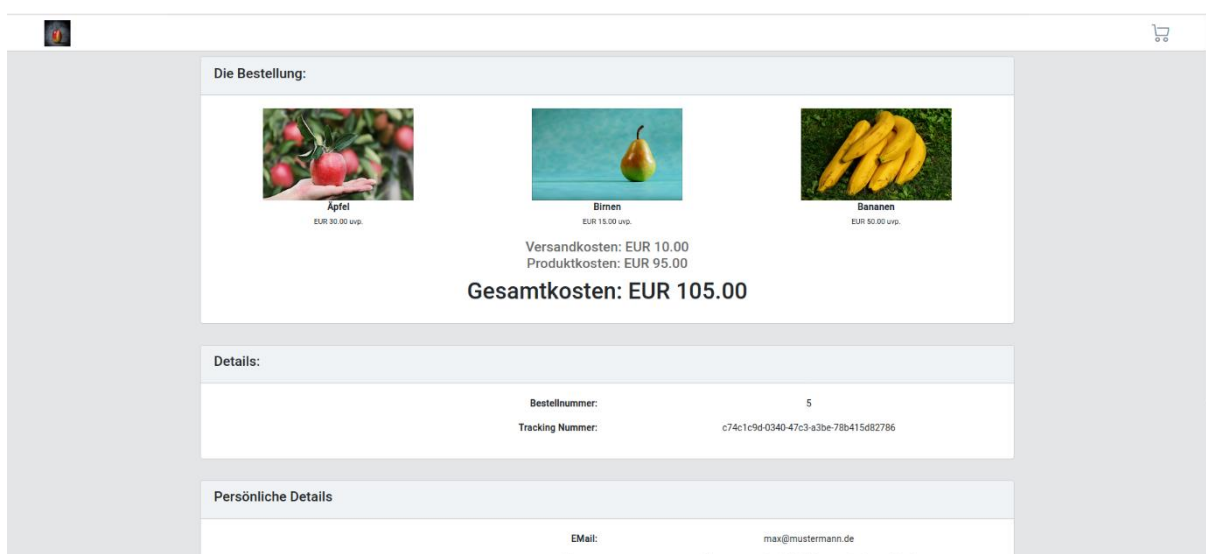 Die Bestellung:
Äpfel Birnen Bananen
EUR 30.00 uvp. EUR 15.00 uvp. EUR 50.00 uvp.
Versandkosten: EUR 10.00
Produktkosten: EUR 95.00
Gesamtkosten: EUR 105.00
Details:
Bestellnummer: 5
Tracking Nummer: c74c1c9d-0340-47c3-a3be-78b415d82786
Persönliche Details
EMail: max@mustermann.de